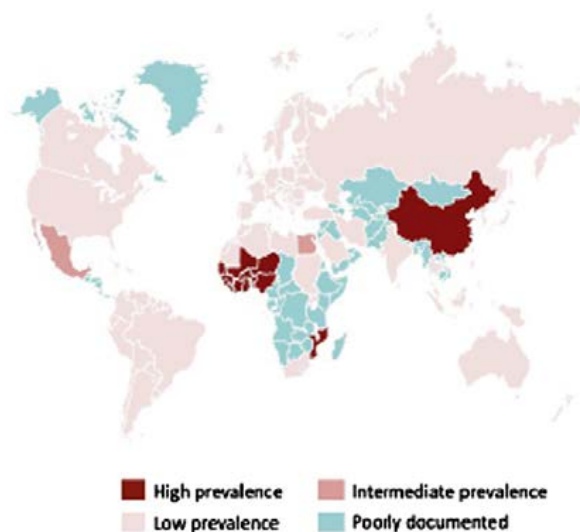 High prevalence
Intermediate prevalence
Low prevalence
Poorly documented